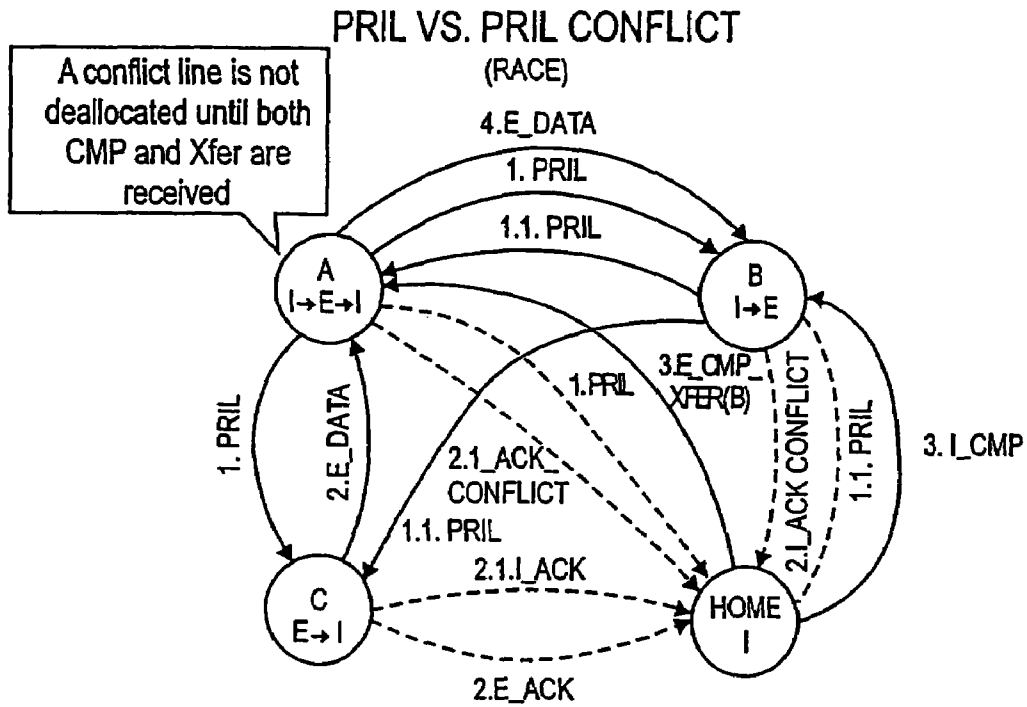 PRIL VS. PRIL CONFLICT
(RACE)
A conflict line is not
deallocated until both
CMP and Xfer are
received
4.E_DATA
1. PRIL
1.1. PRIL
A
I→E→I
B
I→E
1. PRIL
2.E_DATA
1.PRIL
3.E_CMP_
XFER(B)
2.I_ACK CONFLICT
1.1. PRIL
3. I_CMP
2.1_ACK_
CONFLICT
1.1. PRIL
2.1.I_ACK
C
E→I
HOME
I
2.E_ACK